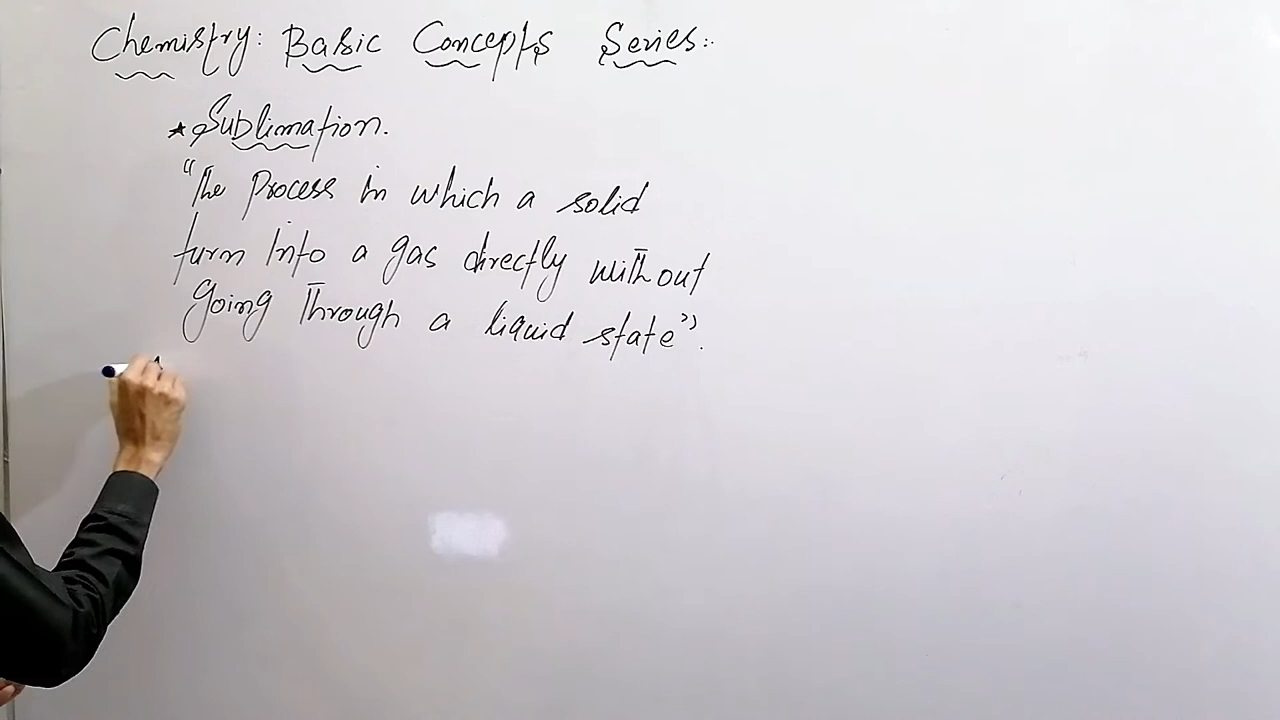 Chemistry: Basic Concepts Series:.
* Sublimation.
"The Process in which a solid
turn into a gas directly without
going Through a liquid state".